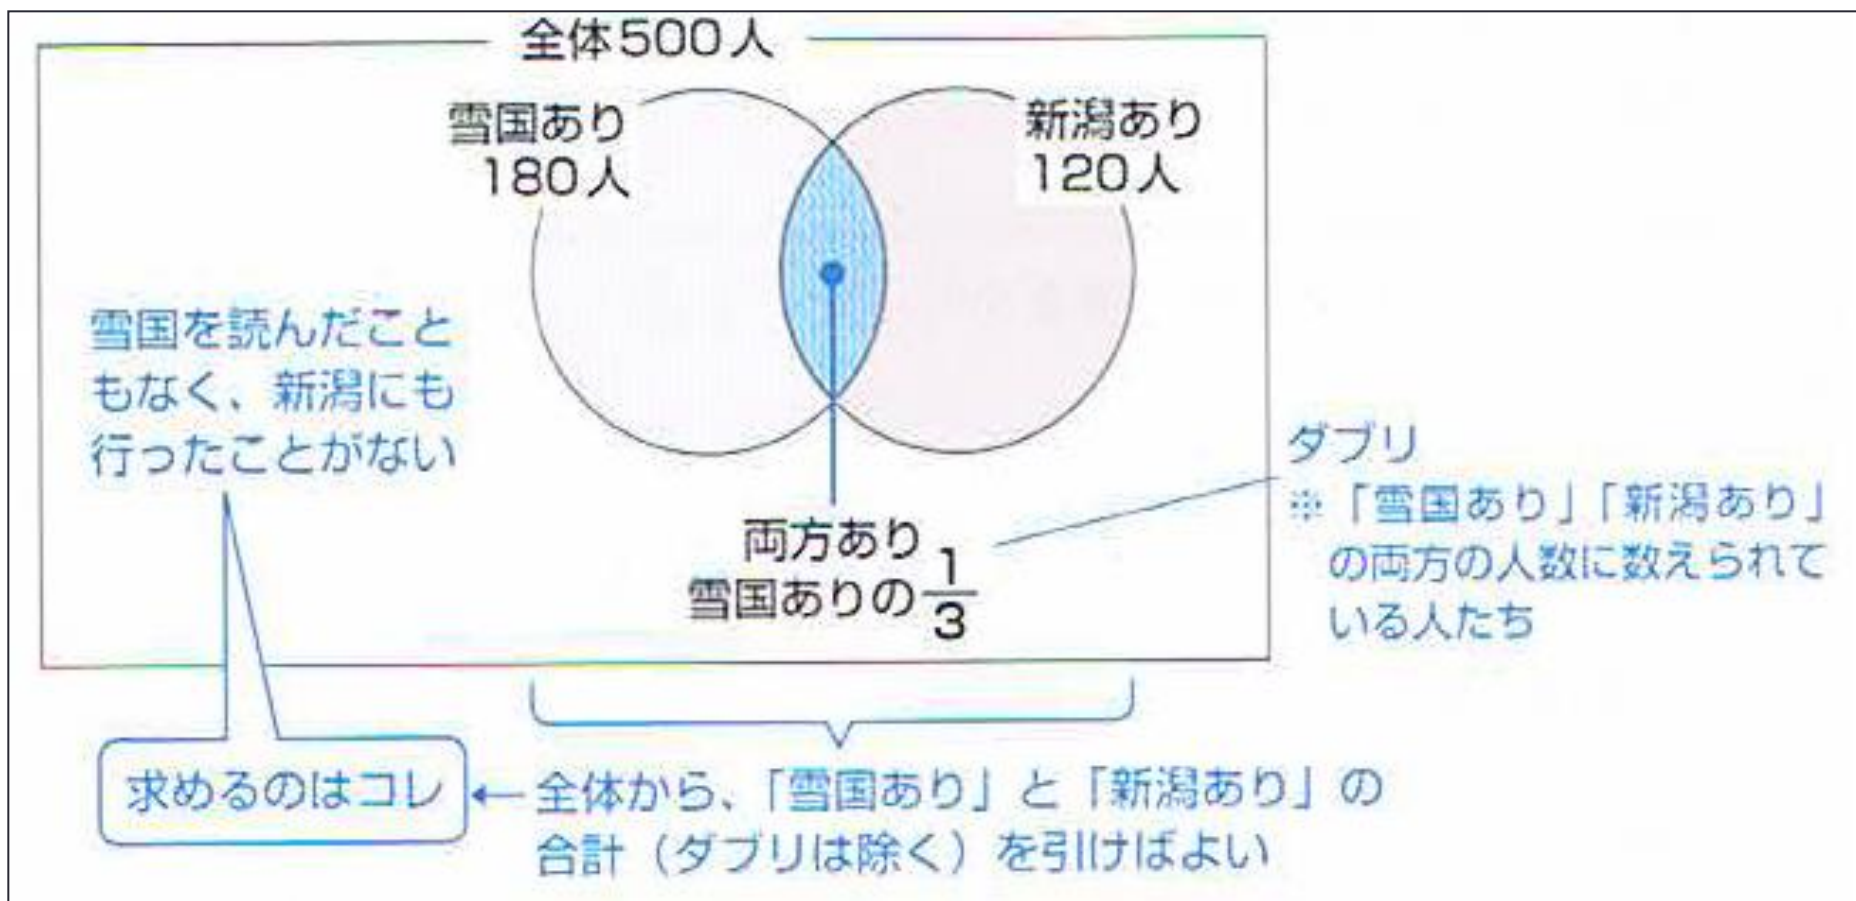 全体500人
雪国あり
180人
新潟あり
120人
雪国を読んだこと
もなく、新潟にも
行ったことがない
ダブリ
※「雪国あり」「新潟あり」
の両方の人数に数えられて
いる人たち
両方あり
雪国ありの1/3
求めるのはコレ
全体から、「雪国あり」と「新潟あり」の
合計（ダブリは除く）を引けばよい